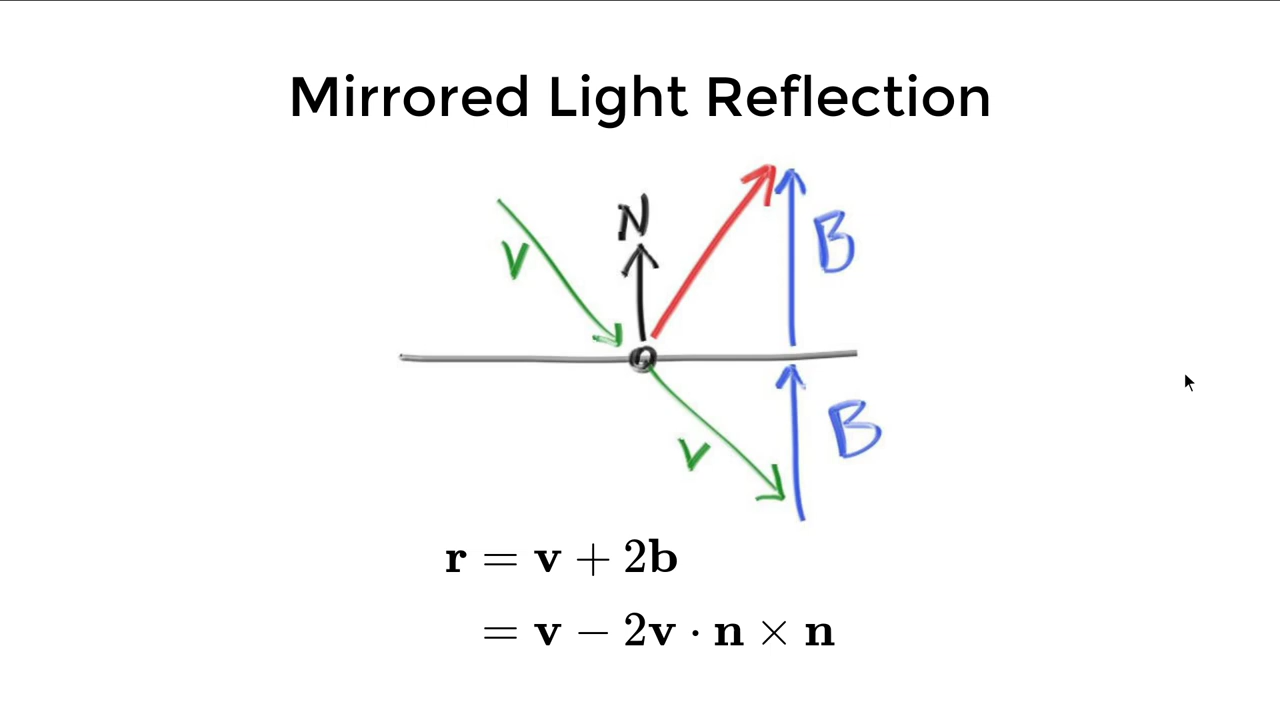 Mirrored Light Reflection
N
V
B
V
B
r = v + 2b
= v − 2v · n × n